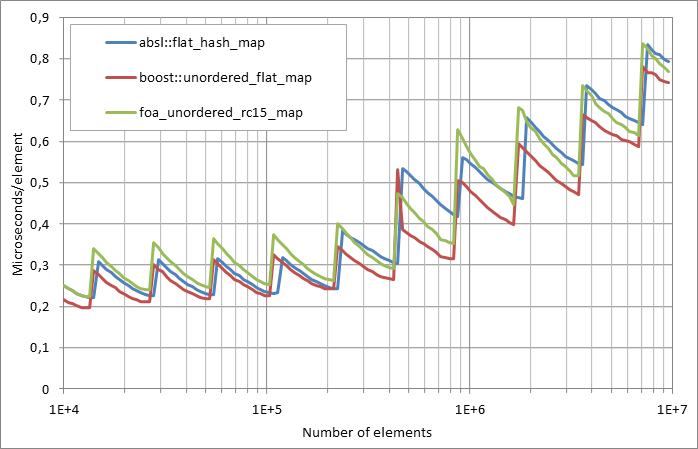 0,9
0,8
0,7
0,6
0,5
0,4
0,3
0,2
0,1
0
Microseconds/element
absl::flat_hash_map
boost::unordered_flat_map
foa_unordered_rc15_map
1E+4 1E+5 1E+6 1E+7
Number of elements